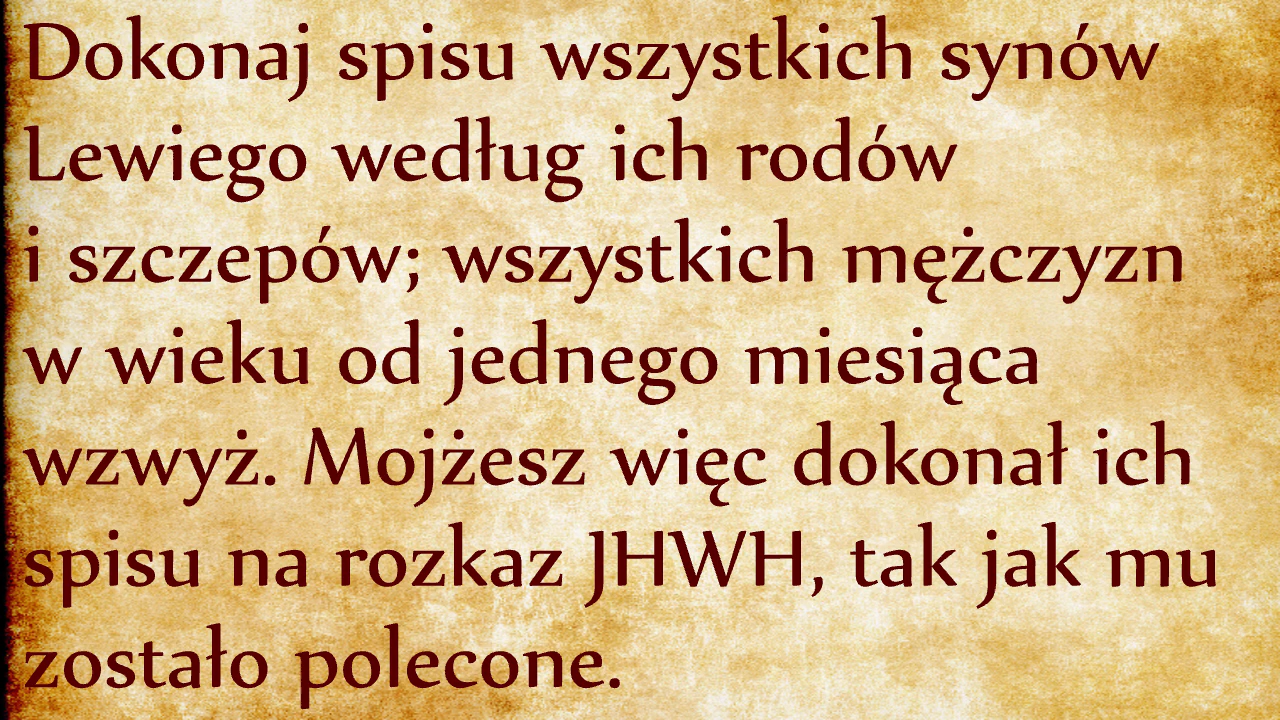 Dokonaj spisu wszystkich synów
Lewiego według ich rodów
i szczepów; wszystkich mężczyzn
w wieku od jednego miesiąca
wzwyż. Mojżesz więc dokonał ich
spisu na rozkaz JHWH, tak jak mu
zostało polecone.